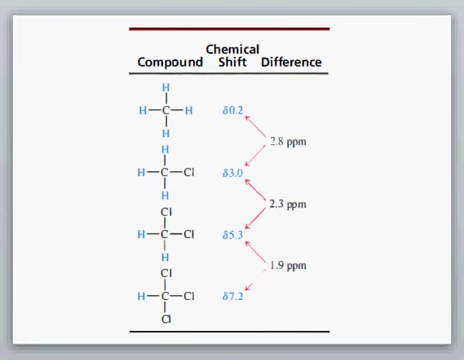 Compound Chemical Shift Difference
H
H—C—H δ0.2
H
2.8 ppm
H
H—C—Cl δ3.0
H
2.3 ppm
Cl
H—C—Cl δ5.3
H
1.9 ppm
Cl
H—C—Cl δ7.2
Cl